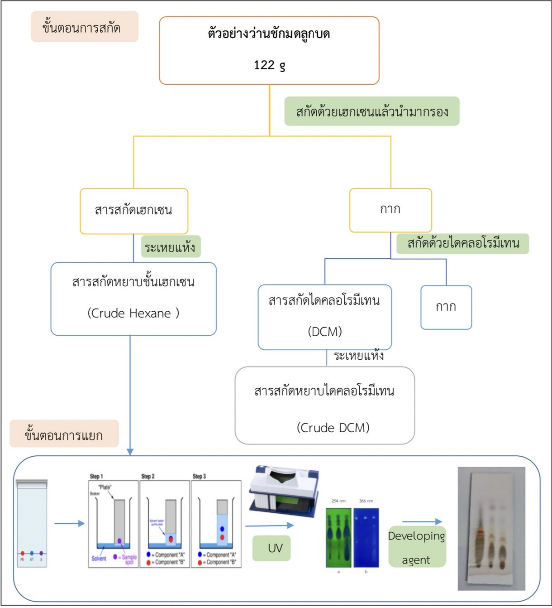 ขั้นตอนการสกัด
ตัวอย่างว่านชักมดลูกบด
122 g
สกัดด้วยเฮกเซนแล้วนำมากรอง
สารสกัดเฮกเซน
กาก
ระเหยแห้ง
สกัดด้วยไดคลอโรมีเทน
สารสกัดหยาบชั้นเฮกเซน
(Crude Hexane )
สารสกัดไดคลอโรมีเทน
(DCM)
กาก
ระเหยแห้ง
สารสกัดหยาบไดคลอโรมีเทน
(Crude DCM)
ขั้นตอนการแยก
Step 1
Step 2
Step 3
"Plate"
Solvent
= Sample spot
= Component "A"
= Component "B"
= Component "A"
= Component "B"
UV
254 nm
366 nm
a
b
Developing
agent